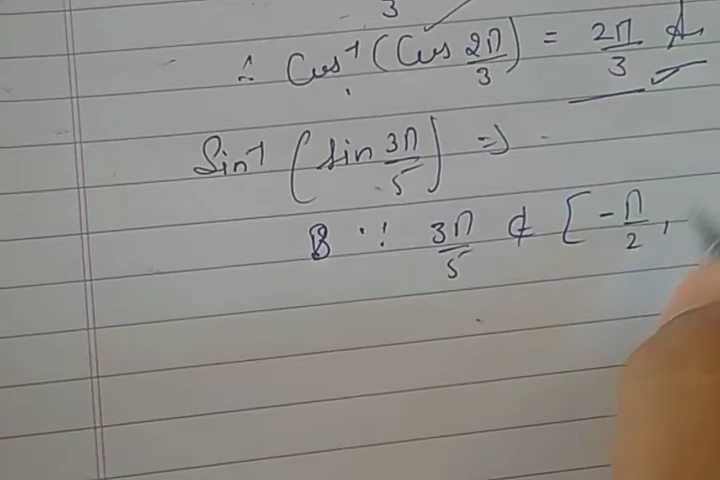 3
∴ Cos⁻¹ (Cos 2π/3) = 2π/3 A
Sin⁻¹ (sin 3π/5) ⇒
∵ 3π/5 ∉ [-π/2,